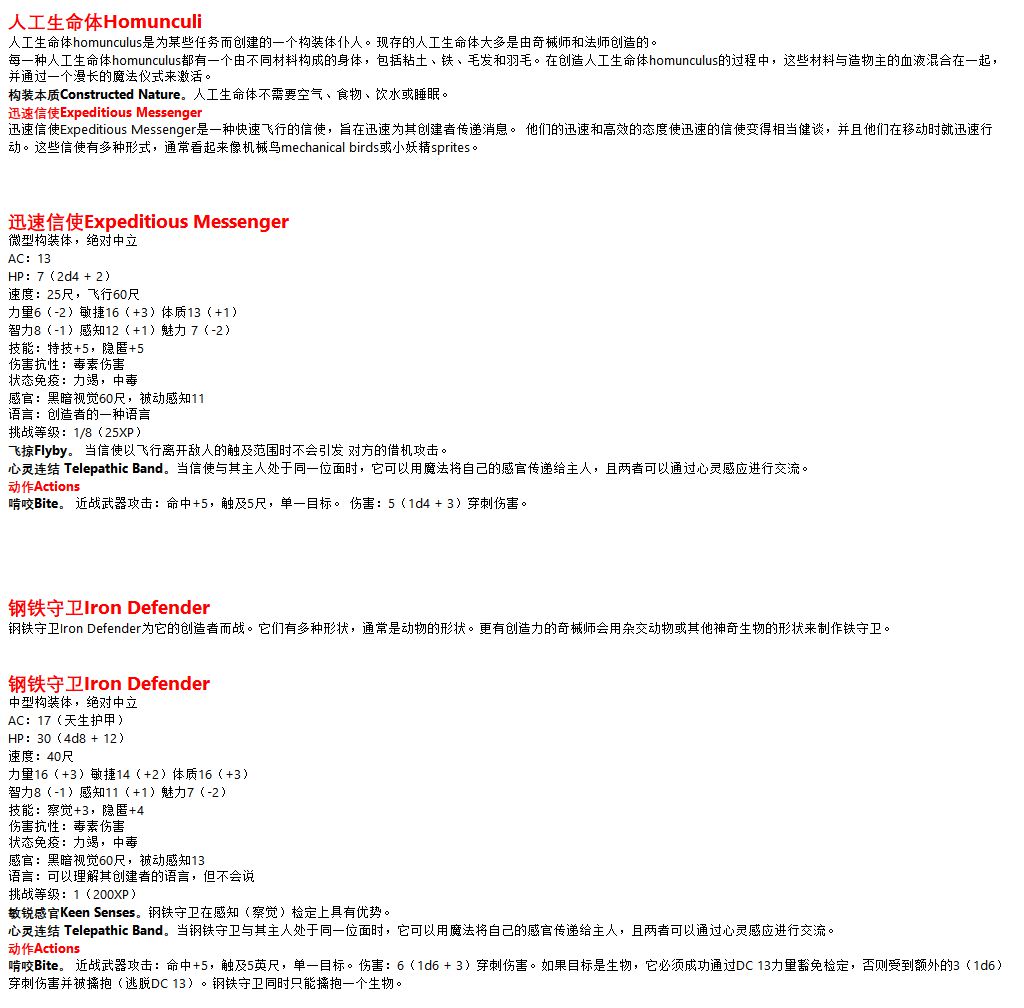 人工生命体Homunculi
人工生命体homunculus是为某些任务而创建的一个构装体仆人。现存的人工生命体大多是由奇械师和法师创造的。
每一种人工生命体homunculus都有一个由不同材料构成的身体，包括粘土、铁、毛发和羽毛。在创造人工生命体homunculus的过程中，这些材料与造物主的血液混合在一起，
并通过一个漫长的魔法仪式来激活。
构装本质Constructed Nature。人工生命体不需要空气、食物、饮水或睡眠。
迅速信使Expeditious Messenger
迅速信使Expeditious Messenger是一种快速飞行的信使，旨在迅速为其创建者传递消息。 他们的迅速和高效的态度使迅速的信使变得相当健谈，并且他们在移动时就迅速行
动。这些信使有多种形式，通常看起来像机械鸟mechanical birds或小妖精sprites。
迅速信使Expeditious Messenger
微型构装体，绝对中立
AC：13
HP：7（2d4 + 2）
速度：25尺，飞行60尺
力量6（-2）敏捷16（+3）体质13（+1）
智力8（-1）感知12（+1）魅力 7（-2）
技能：特技+5，隐匿+5
伤害抗性：毒素伤害
状态免疫：力竭，中毒
感官：黑暗视觉60尺，被动感知11
语言：创造者的一种语言
挑战等级：1/8（25XP）
飞掠Flyby。 当信使以飞行离开敌人的触及范围时不会引发 对方的借机攻击。
心灵连结 Telepathic Band。当信使与其主人处于同一位面时，它可以用魔法将自己的感官传递给主人，且两者可以通过心灵感应进行交流。
动作Actions
啃咬Bite。 近战武器攻击：命中+5，触及5尺，单一目标。 伤害：5（1d4 + 3）穿刺伤害。
钢铁守卫Iron Defender
钢铁守卫Iron Defender为它的创造者而战。它们有多种形状，通常是动物的形状。更有创造力的奇械师会用杂交动物或其他神奇生物的形状来制作铁守卫。
钢铁守卫Iron Defender
中型构装体，绝对中立
AC：17（天生护甲）
HP：30（4d8 + 12）
速度：40尺
力量16（+3）敏捷14（+2）体质16（+3）
智力8（-1）感知11（+1）魅力7（-2）
技能：察觉+3，隐匿+4
伤害抗性：毒素伤害
状态免疫：力竭，中毒
感官：黑暗视觉60尺，被动感知13
语言：可以理解其创建者的语言，但不会说
挑战等级：1（200XP）
敏锐感官Keen Senses。钢铁守卫在感知（察觉）检定上具有优势。
心灵连结 Telepathic Band。当钢铁守卫与其主人处于同一位面时，它可以用魔法将自己的感官传递给主人，且两者可以通过心灵感应进行交流。
动作Actions
啃咬Bite。 近战武器攻击：命中+5，触及5英尺，单一目标。伤害：6（1d6 + 3）穿刺伤害。如果目标是生物，它必须成功通过DC 13力量豁免检定，否则受到额外的3（1d6）
穿刺伤害并被擒抱（逃脱DC 13）。钢铁守卫同时只能擒抱一个生物。